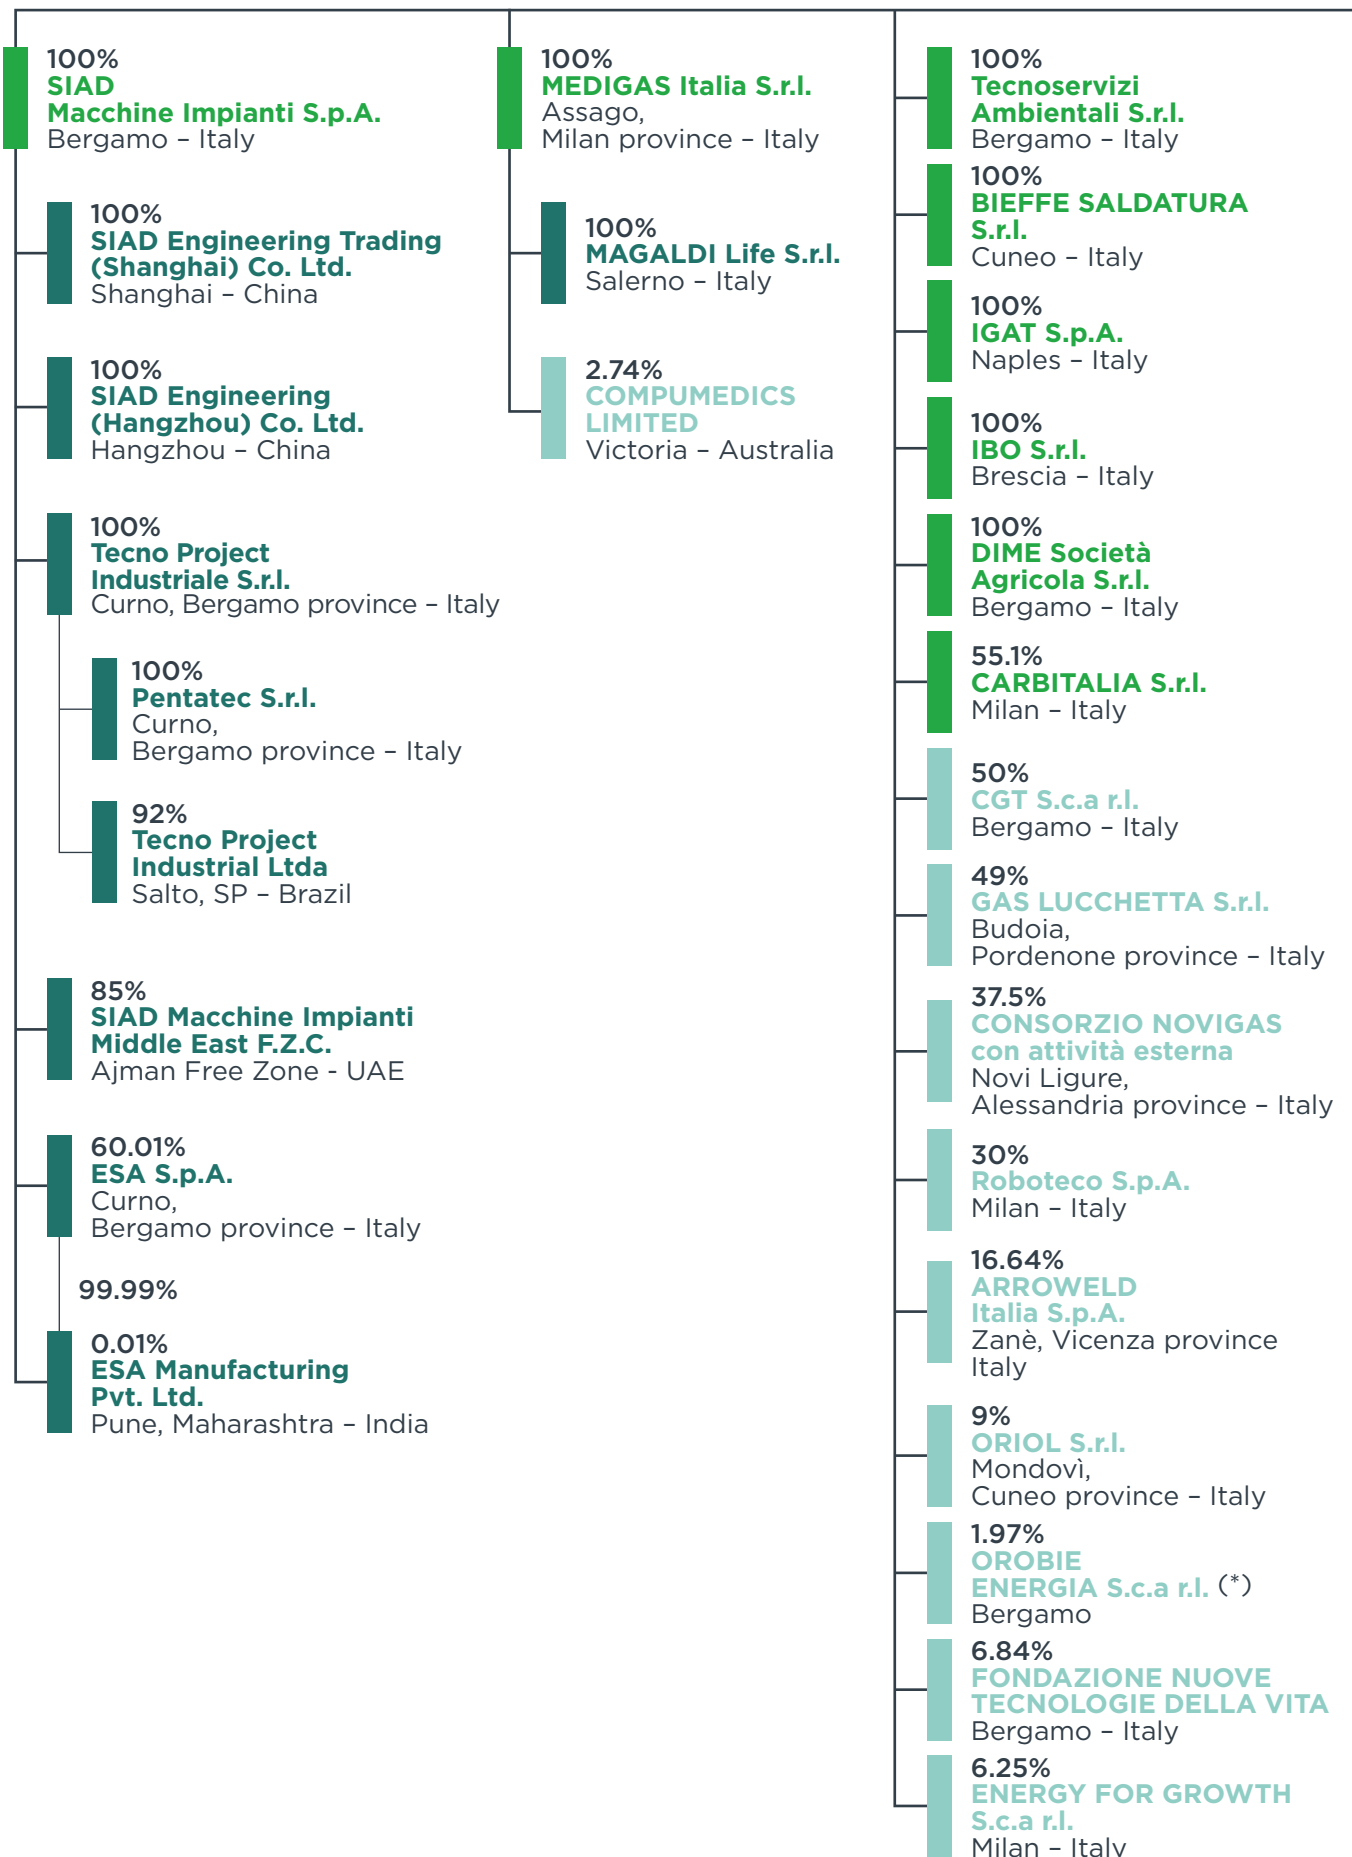 100%
SIAD
Macchine Impianti S.p.A.
Bergamo – Italy
100%
SIAD Engineering Trading
(Shanghai) Co. Ltd.
Shanghai – China
100%
SIAD Engineering
(Hangzhou) Co. Ltd.
Hangzhou – China
100%
Tecno Project
Industriale S.r.l.
Curno, Bergamo province – Italy
100%
Pentatec S.r.l.
Curno,
Bergamo province – Italy
92%
Tecno Project
Industrial Ltda
Salto, SP – Brazil
85%
SIAD Macchine Impianti
Middle East F.Z.C.
Ajman Free Zone - UAE
60.01%
ESA S.p.A.
Curno,
Bergamo province – Italy
99.99%
0.01%
ESA Manufacturing
Pvt. Ltd.
Pune, Maharashtra – India
100%
MEDIGAS Italia S.r.l.
Assago,
Milan province – Italy
100%
MAGALDI Life S.r.l.
Salerno – Italy
2.74%
COMPUMEDICS
LIMITED
Victoria – Australia
100%
Tecnoservizi
Ambientali S.r.l.
Bergamo – Italy
100%
BIEFFE SALDATURA
S.r.l.
Cuneo – Italy
100%
IGAT S.p.A.
Naples – Italy
100%
IBO S.r.l.
Brescia – Italy
100%
DIME Società
Agricola S.r.l.
Bergamo – Italy
55.1%
CARBITALIA S.r.l.
Milan – Italy
50%
CGT S.c.a r.l.
Bergamo – Italy
49%
GAS LUCCHETTA S.r.l.
Budoia,
Pordenone province – Italy
37.5%
CONSORZIO NOVIGAS
con attività esterna
Novi Ligure,
Alessandria province – Italy
30%
Roboteco S.p.A.
Milan – Italy
16.64%
ARROWELD
Italia S.p.A.
Zanè, Vicenza province
Italy
9%
ORIOL S.r.l.
Mondovì,
Cuneo province – Italy
1.97%
OROBIE
ENERGIA S.c.a r.l. (*)
Bergamo
6.84%
FONDAZIONE NUOVE
TECNOLOGIE DELLA VITA
Bergamo – Italy
6.25%
ENERGY FOR GROWTH
S.c.a r.l.
Milan – Italy